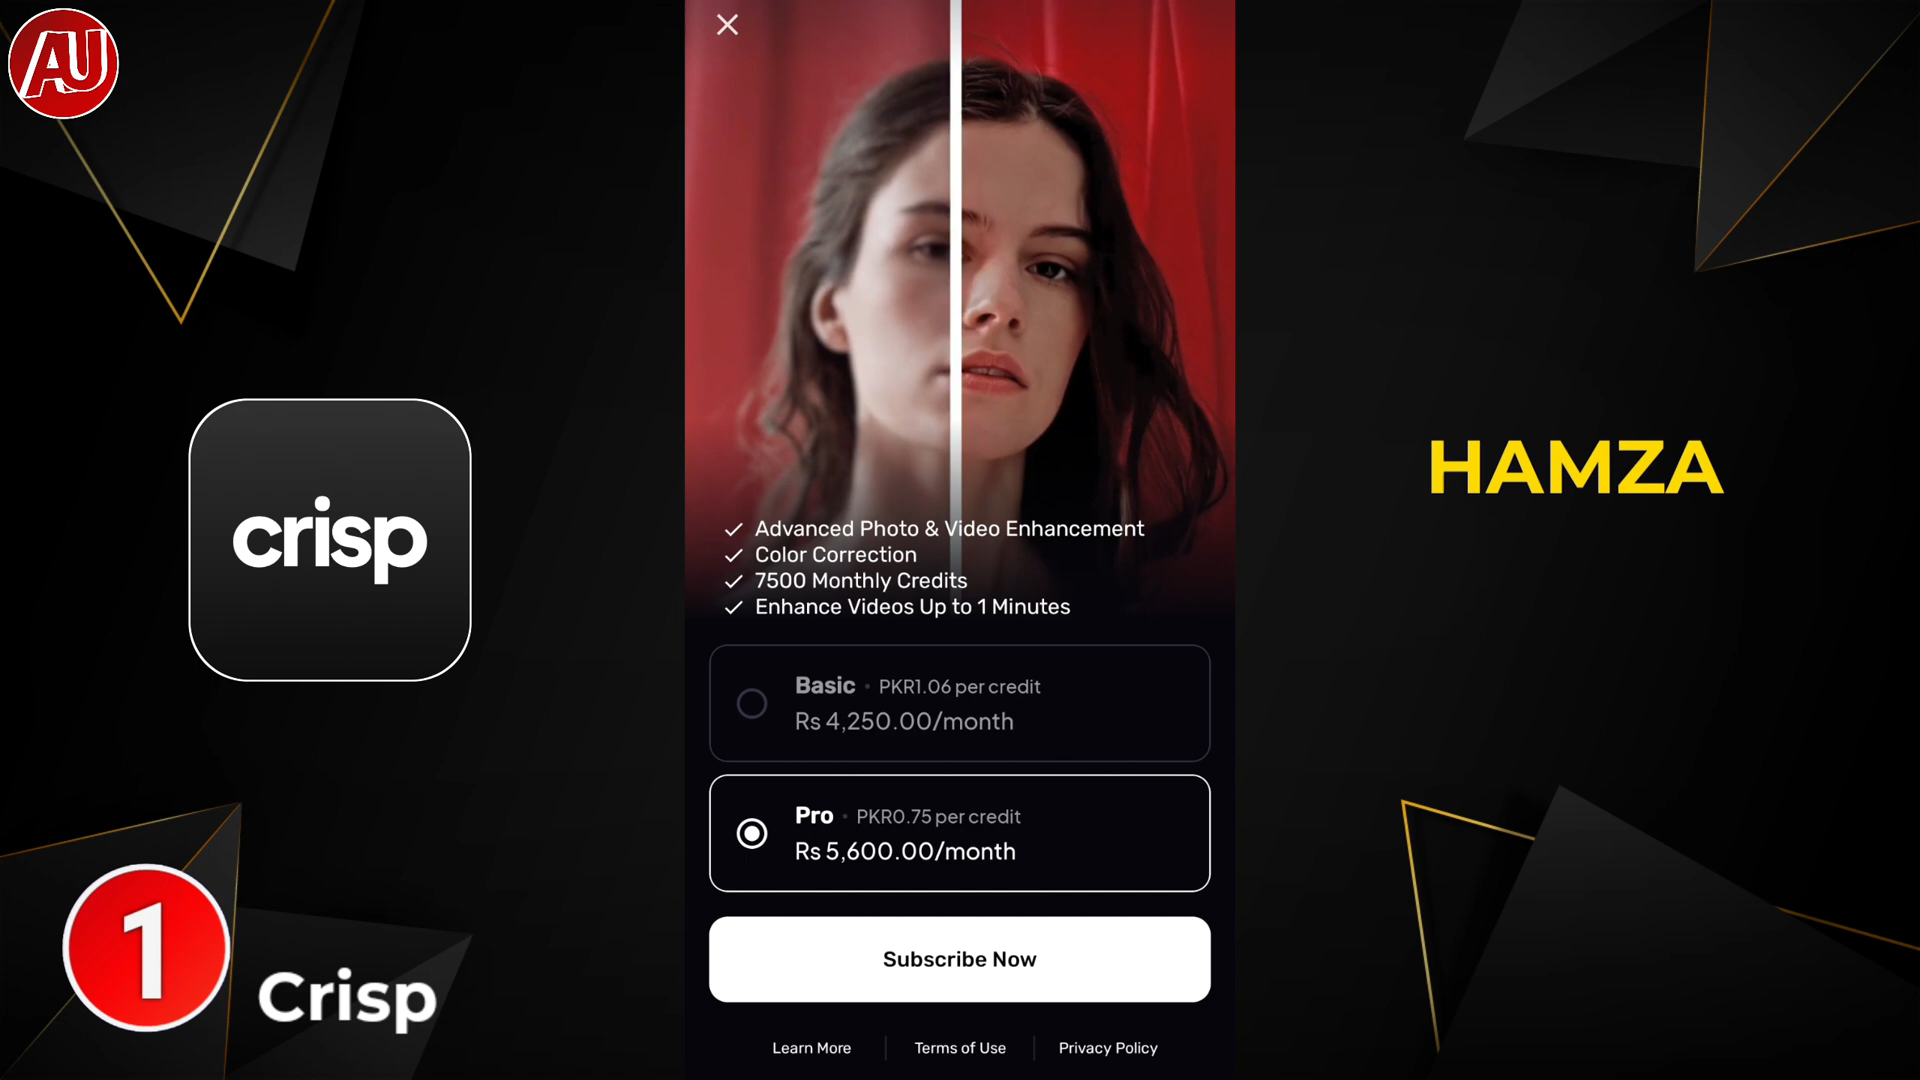 AU
crisp
Advanced Photo & Video Enhancement
Color Correction
7500 Monthly Credits
Enhance Videos Up to 1 Minutes
Basic • PKR1.06 per credit
Rs 4,250.00/month
Pro • PKR0.75 per credit
Rs 5,600.00/month
Subscribe Now
Learn More
Terms of Use
Privacy Policy
HAMZA
1
Crisp